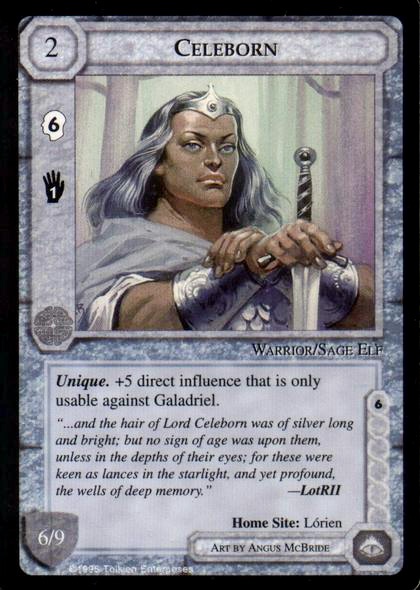 2
CELEBORN
6
1
WARRIOR/SAGE ELF
Unique. +5 direct influence that is only
usable against Galadriel.
6
“...and the hair of Lord Celeborn was of silver long
and bright; but no sign of age was upon them,
unless in the depths of their eyes; for these
were keen as lances in the starlight, and yet profound,
the wells of deep memory.” —LotRII
Home Site: Lórien
6/9
ART BY ANGUS MCBRIDE
©1995 Tolkien Enterprises